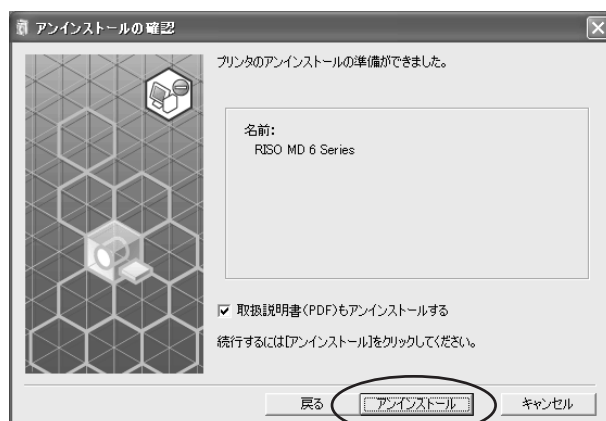 アンインストールの確認
プリンタのアンインストールの準備ができました。
名前:
RISO MD 6 Series
取扱説明書(PDF)もアンインストールする
続行するには[アンインストール]をクリックしてください。
戻る アンインストール キャンセル